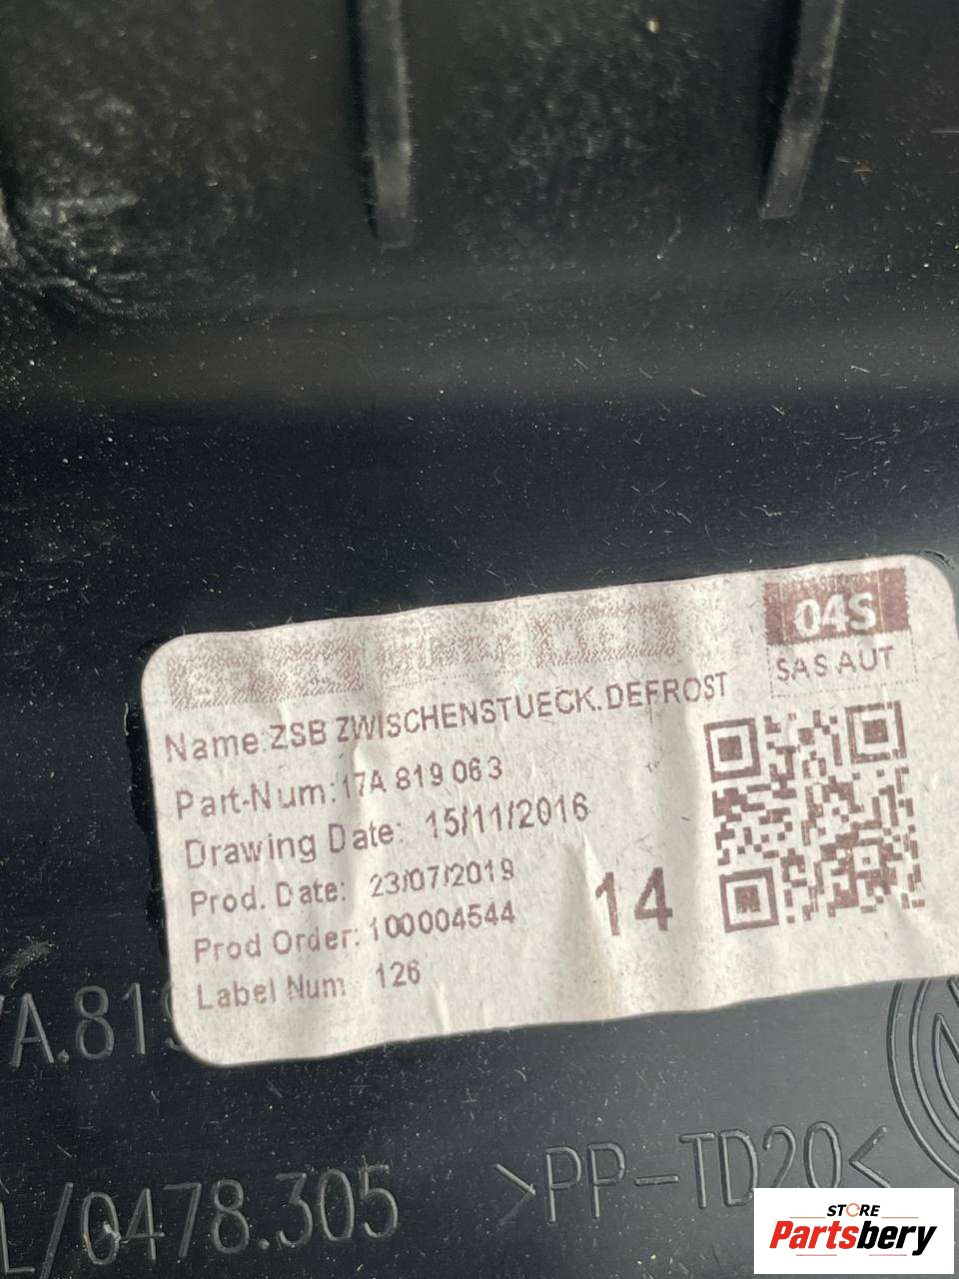 04S
SAS AUT
Name:ZSB ZWISCHENSTUECK.DEFROST
Part-Num:17A 819 063
Drawing Date: 15/11/2016
Prod. Date: 23/07/2019
Prod Order: 100004544
14
Label Num 126
A.819
/0478.305
>PP-TD20<
STORE
Partsbery